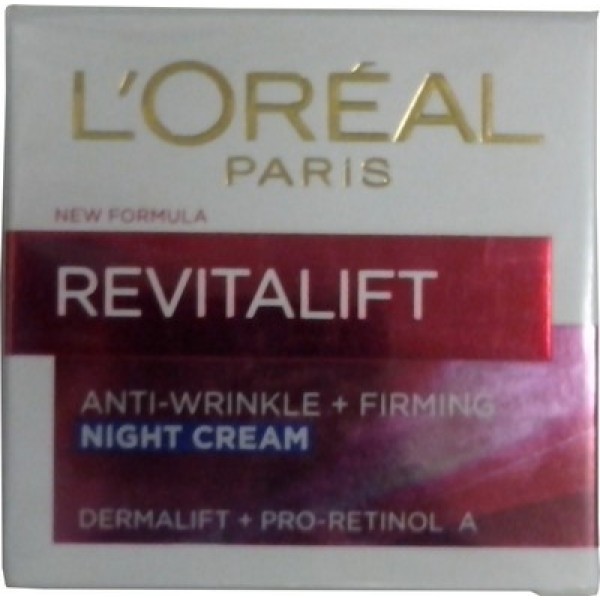 L'ORÉAL
PARIS
NEW FORMULA
REVITALIFT
ANTI-WRINKLE + FIRMING
NIGHT CREAM
DERMALIFT + PRO-RETINOL A